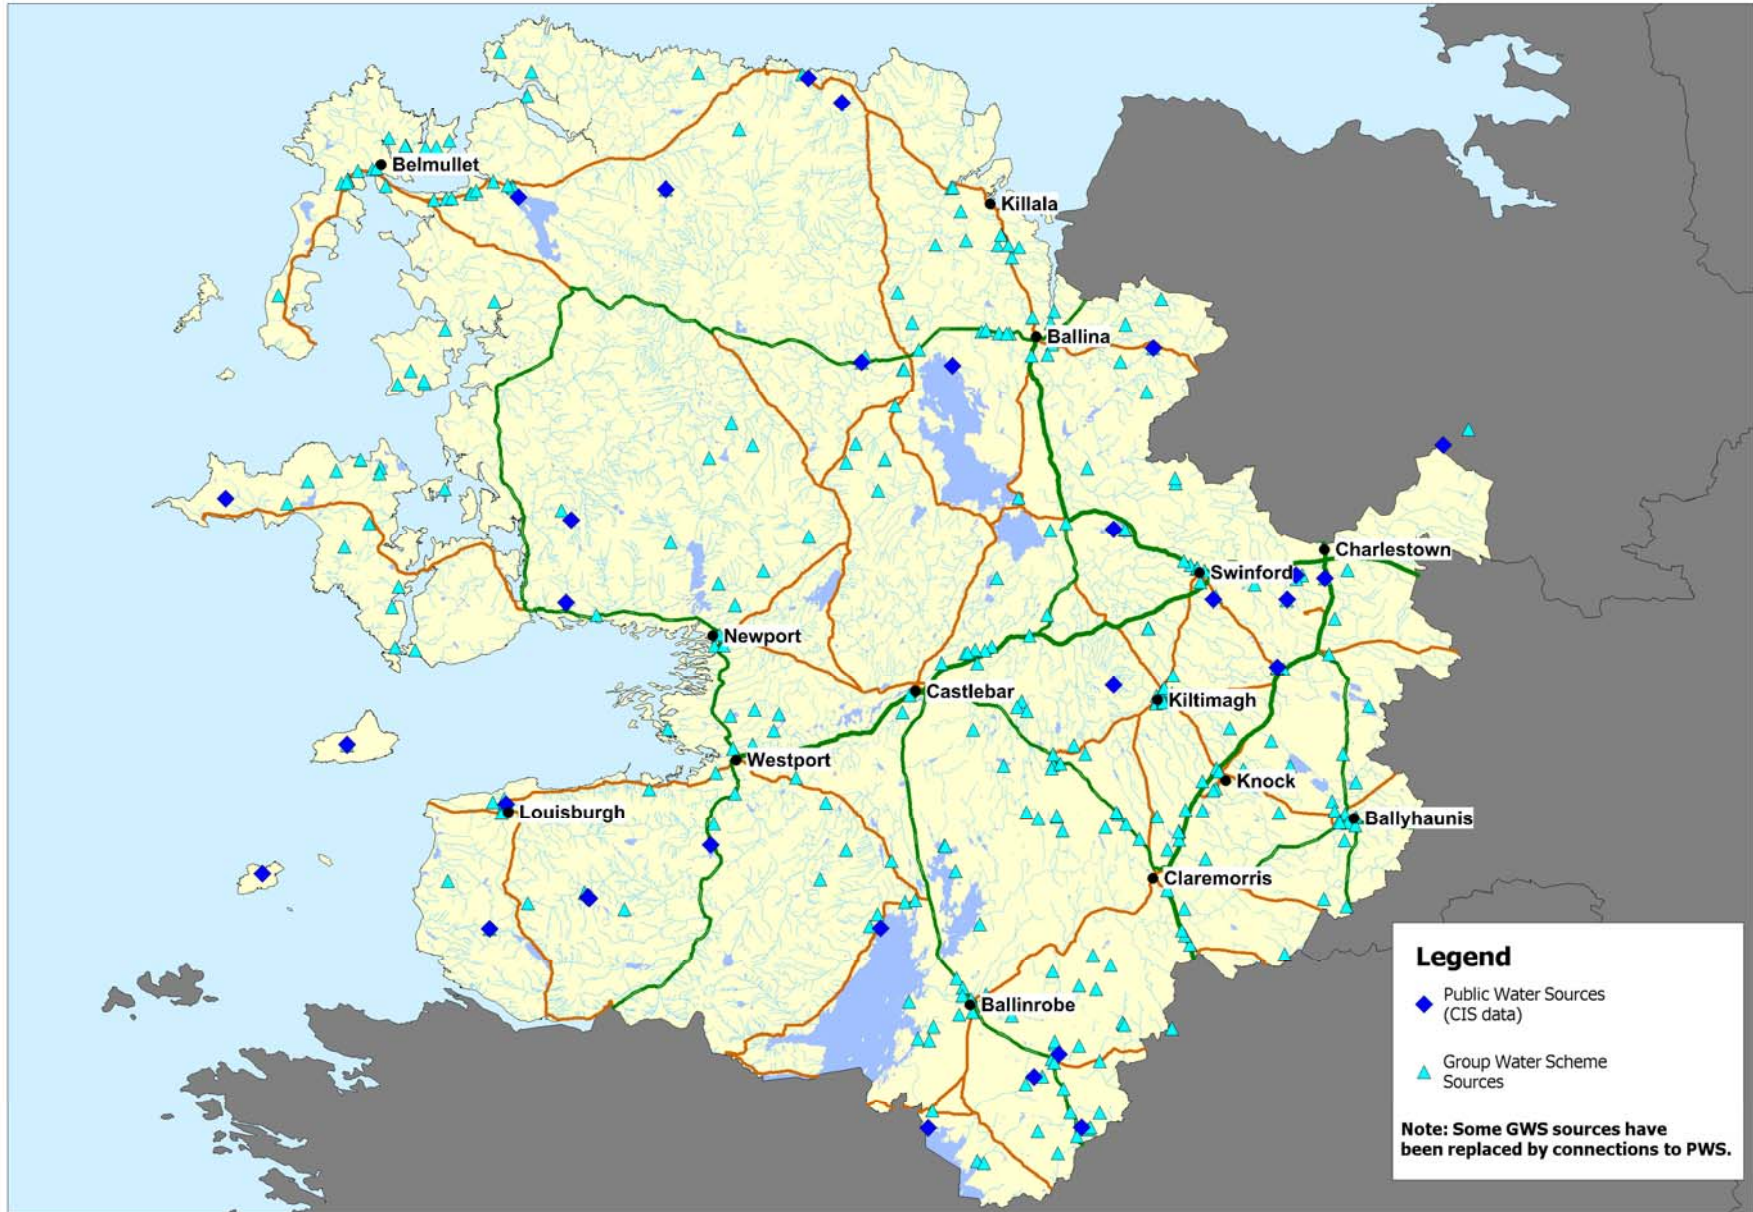 Belmullet
Killala
Ballina
Charlestown
Swinford
Newport
Castlebar
Kiltimagh
Westport
Knock
Louisburgh
Ballyhaunis
Claremorris
Ballinrobe
Legend
Public Water Sources
(CIS data)
Group Water Scheme
Sources
Note: Some GWS sources have
been replaced by connections to PWS.